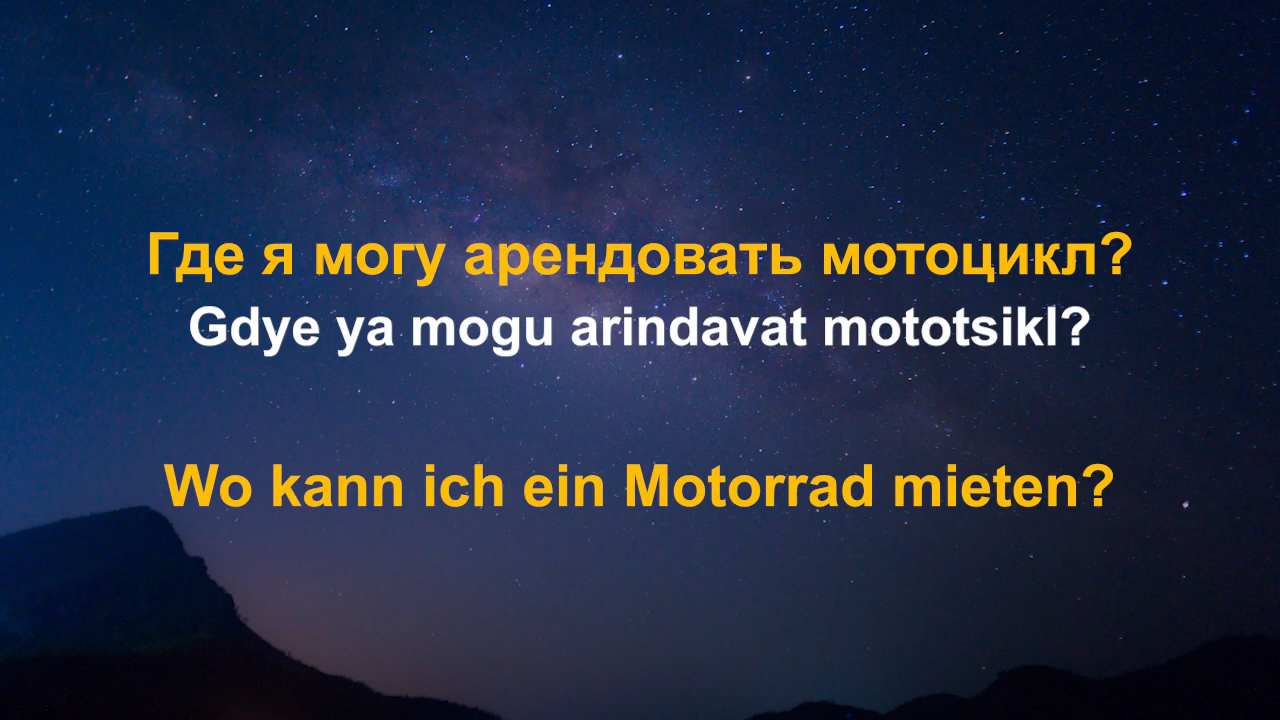 Где я могу арендовать мотоцикл?
Gdye ya mogu arindavat mototsikl?
Wo kann ich ein Motorrad mieten?